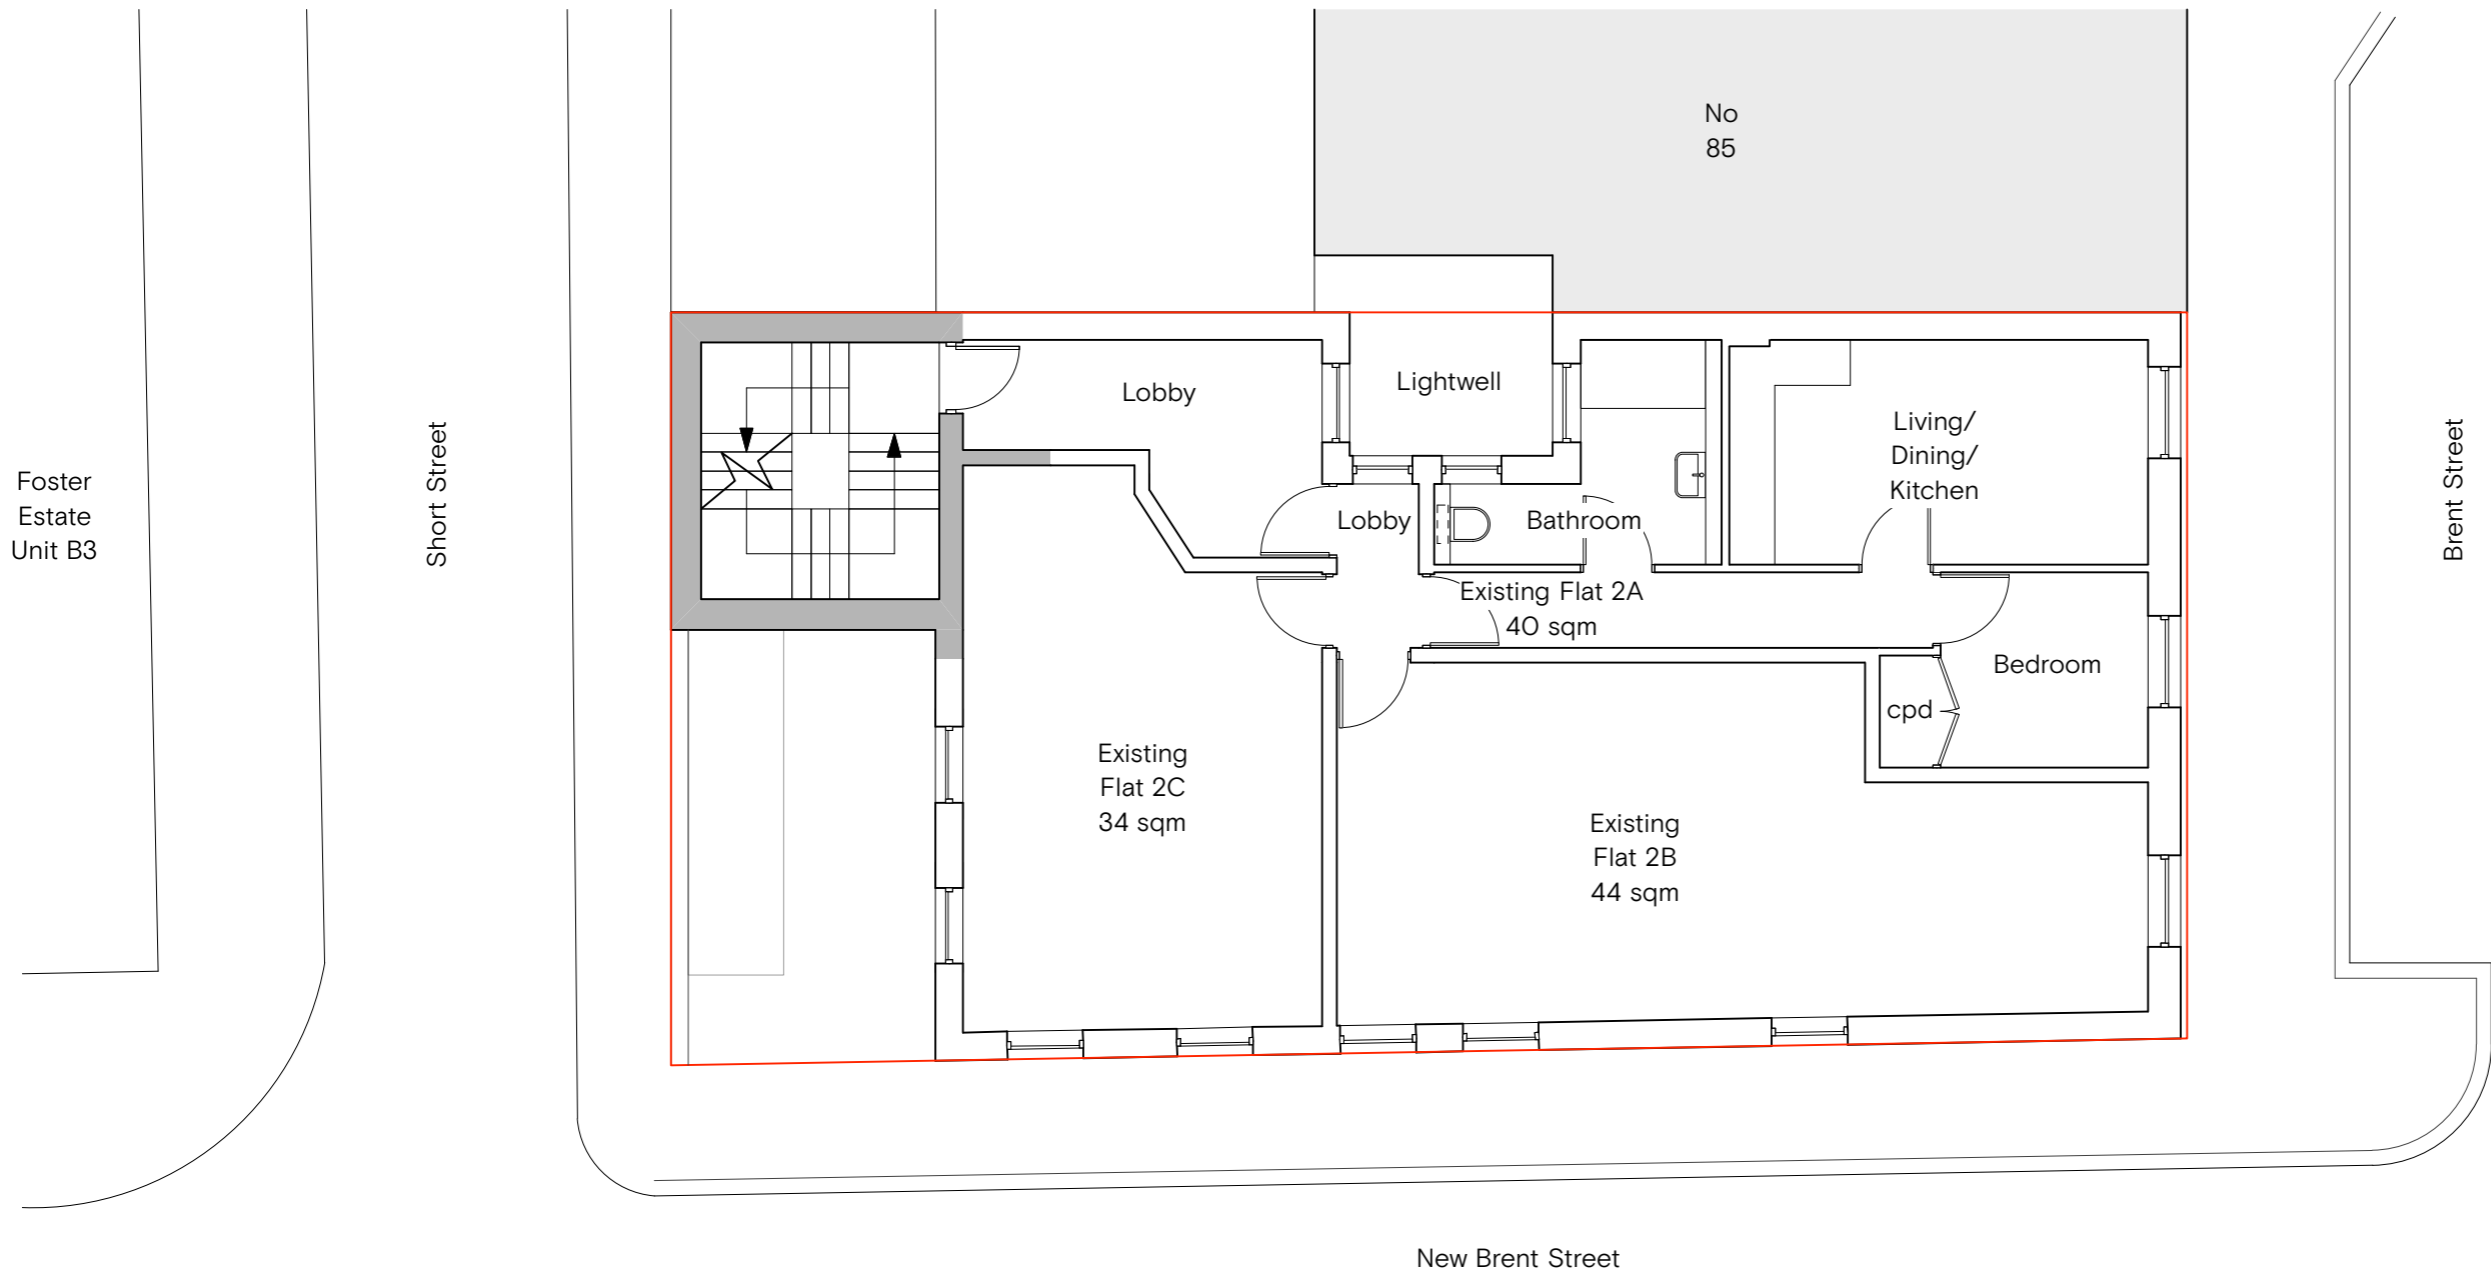 No
85
Lobby
Lightwell
Living/
Dining/
Kitchen
Foster
Estate
Unit B3
Short Street
Brent Street
Lobby
Bathroom
Existing Flat 2A
40 sqm
Bedroom
cpd
Existing
Flat 2C
34 sqm
Existing
Flat 2B
44 sqm
New Brent Street